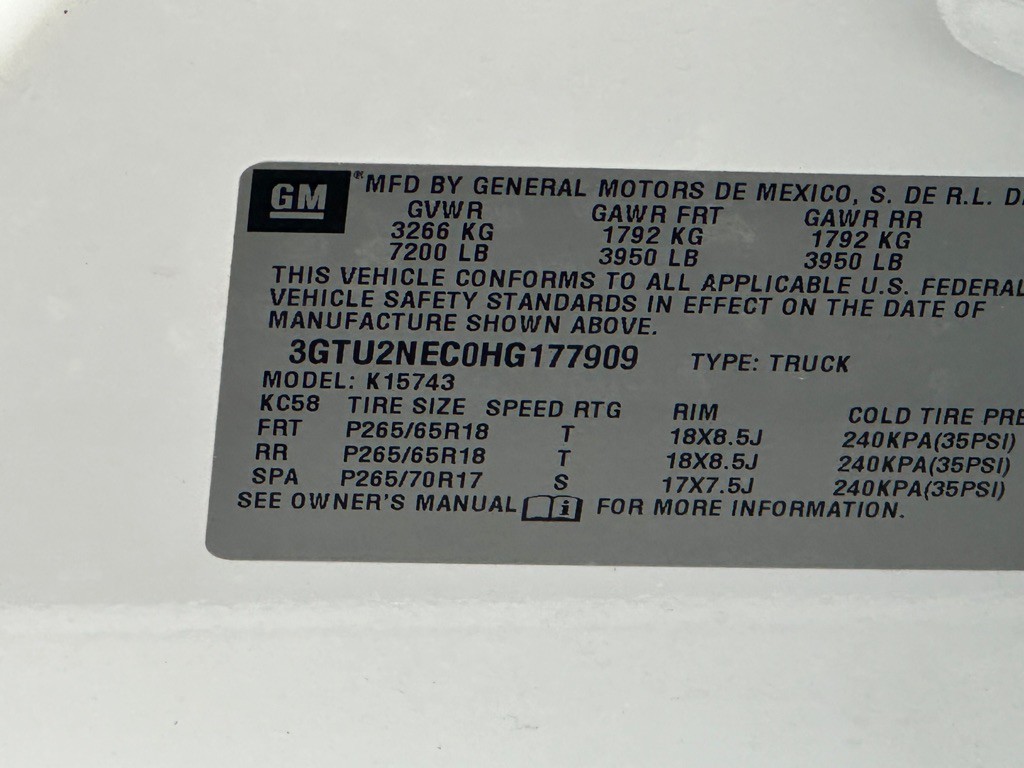 GM ® MFD BY GENERAL MOTORS DE MEXICO, S. DE R.L. D
GVWR GAWR FRT GAWR RR
3266 KG 1792 KG 1792 KG
7200 LB 3950 LB 3950 LB
THIS VEHICLE CONFORMS TO ALL APPLICABLE U.S. FEDERAL
VEHICLE SAFETY STANDARDS IN EFFECT ON THE DATE OF
MANUFACTURE SHOWN ABOVE.
3GTU2NEC0HG177909 TYPE: TRUCK
MODEL: K15743
KC58 TIRE SIZE SPEED RTG RIM COLD TIRE PRE
FRT P265/65R18 T 18X8.5J 240KPA(35PSI)
RR P265/65R18 T 18X8.5J 240KPA(35PSI)
SPA P265/70R17 S 17X7.5J 240KPA(35PSI)
SEE OWNER'S MANUAL i FOR MORE INFORMATION.